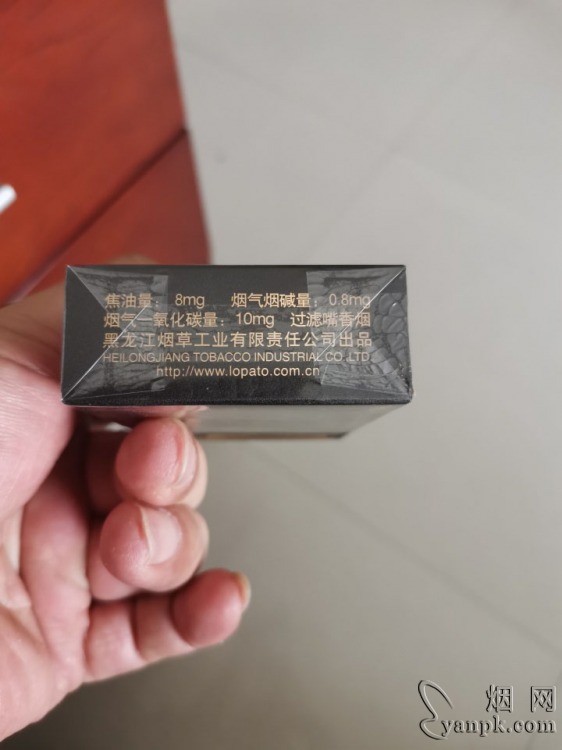 焦油量：8mg 烟气烟碱量：0.8mg
烟气一氧化碳量：10mg 过滤嘴香烟
黑龙江烟草工业有限责任公司出品
HEILONGJIANG TOBACCO INDUSTRIAL CO LTD
http://www.lopato.com.cn
烟网
yanpk.com